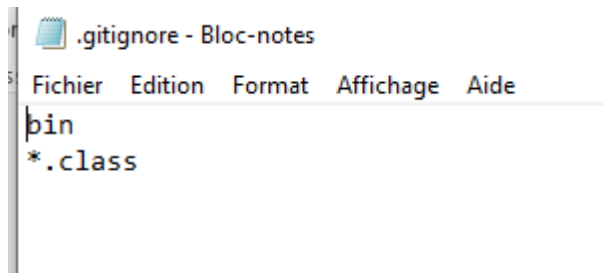 .gitignore - Bloc-notes
Fichier Edition Format Affichage Aide
bin
*.class